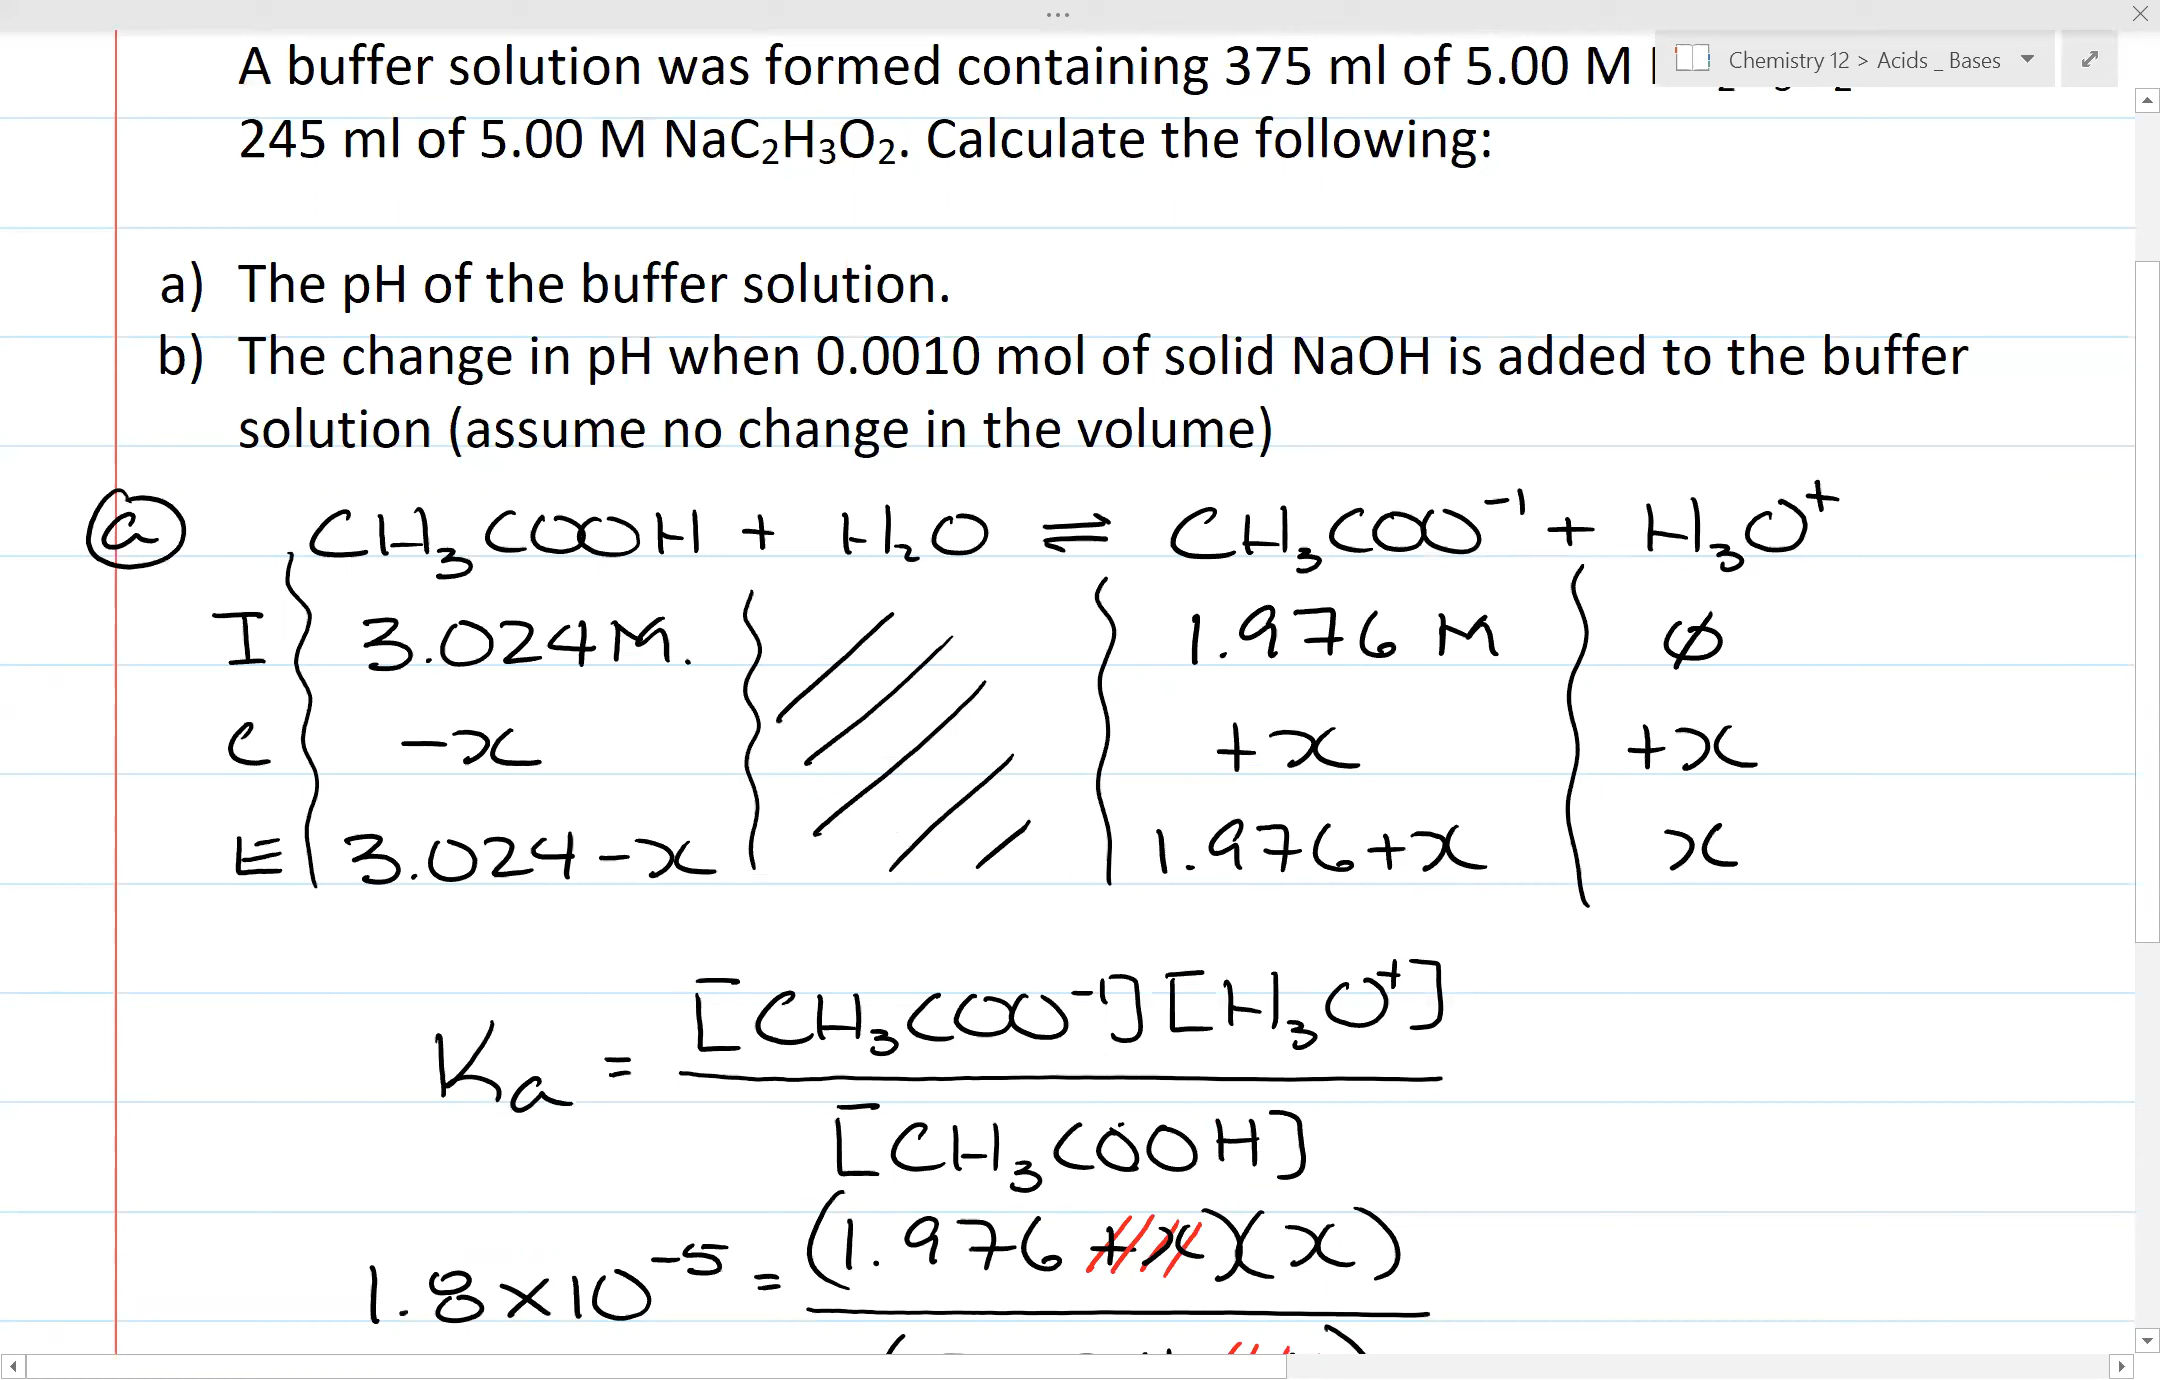 A buffer solution was formed containing 375 ml of 5.00 M
Chemistry 12 > Acids _ Bases
245 ml of 5.00 M NaC₂H₃O₂. Calculate the following:
a) The pH of the buffer solution.
b) The change in pH when 0.0010 mol of solid NaOH is added to the buffer
solution (assume no change in the volume)
ⓐ CH₃COOH + H₂O ⇌ CH₃COO⁻¹ + H₃O⁺
I 3.024M. 1.976 M ∅
C -x +x +x
E 3.024-x 1.976+x x
Ka = [CH₃COO⁻¹][H₃O⁺]
[CH₃COOH]
1.8×10⁻⁵ = (1.976+x)(x)